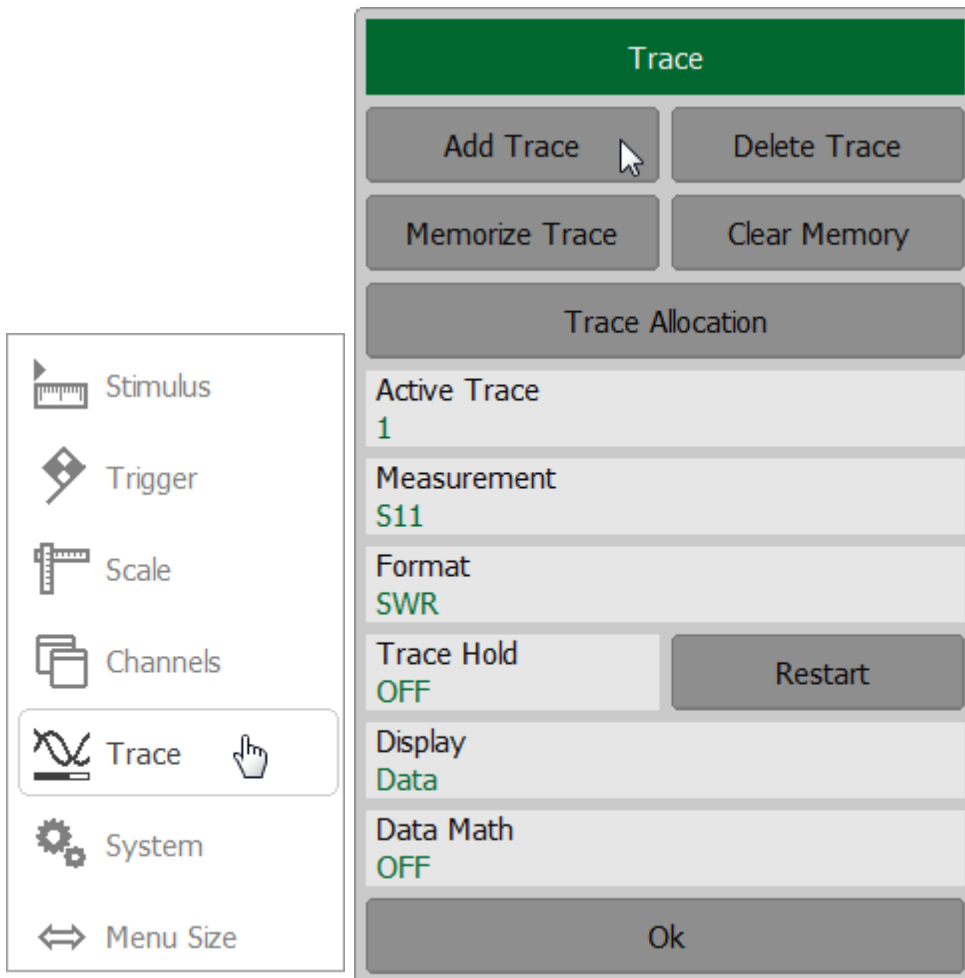 Stimulus
Trigger
Scale
Channels
Trace
System
Menu Size
Trace
Add Trace
Delete Trace
Memorize Trace
Clear Memory
Trace Allocation
Active Trace
1
Measurement
S11
Format
SWR
Trace Hold
OFF
Restart
Display
Data
Data Math
OFF
Ok